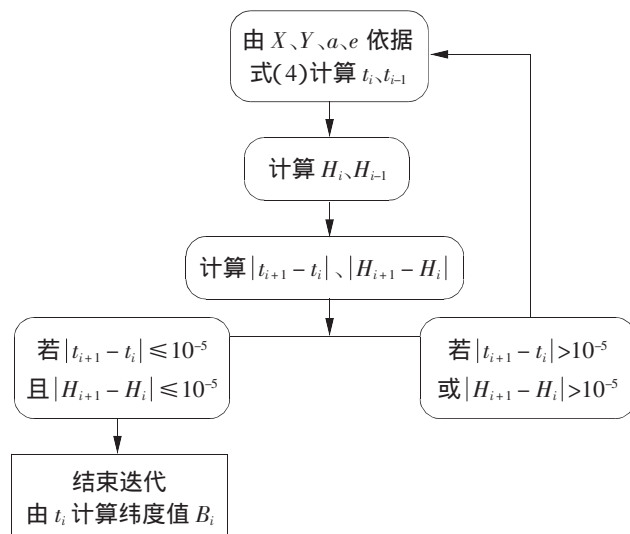 由 X、Y、a、e 依据
式(4)计算 tᵢ、tᵢ₋₁
计算 Hᵢ、Hᵢ₋₁
计算|tᵢ₊₁ − tᵢ|、|Hᵢ₊₁ − Hᵢ|
若|tᵢ₊₁ − tᵢ|≤10⁻⁵
且|Hᵢ₊₁ − Hᵢ|≤10⁻⁵
若|tᵢ₊₁ − tᵢ|>10⁻⁵
或|Hᵢ₊₁ − Hᵢ|>10⁻⁵
结束迭代
由 tᵢ 计算纬度值 Bᵢ